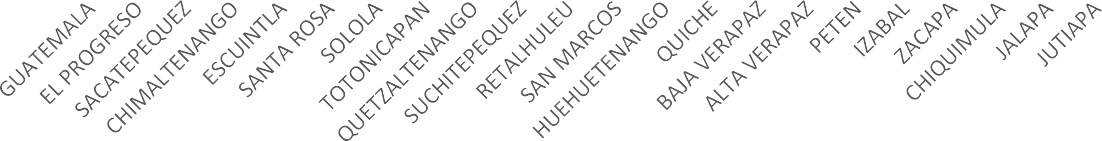 GUATEMALA
EL PROGRESO
SACATEPEQUEZ
CHIMALTENANGO
ESCUINTLA
SANTA ROSA
SOLOLA
TOTONICAPAN
QUETZALTENANGO
SUCHITEPEQUEZ
RETALHULEU
SAN MARCOS
HUEHUETENANGO
QUICHE
BAJA VERAPAZ
ALTA VERAPAZ
PETEN
IZABAL
ZACAPA
CHIQUIMULA
JALAPA
JUTIAPA